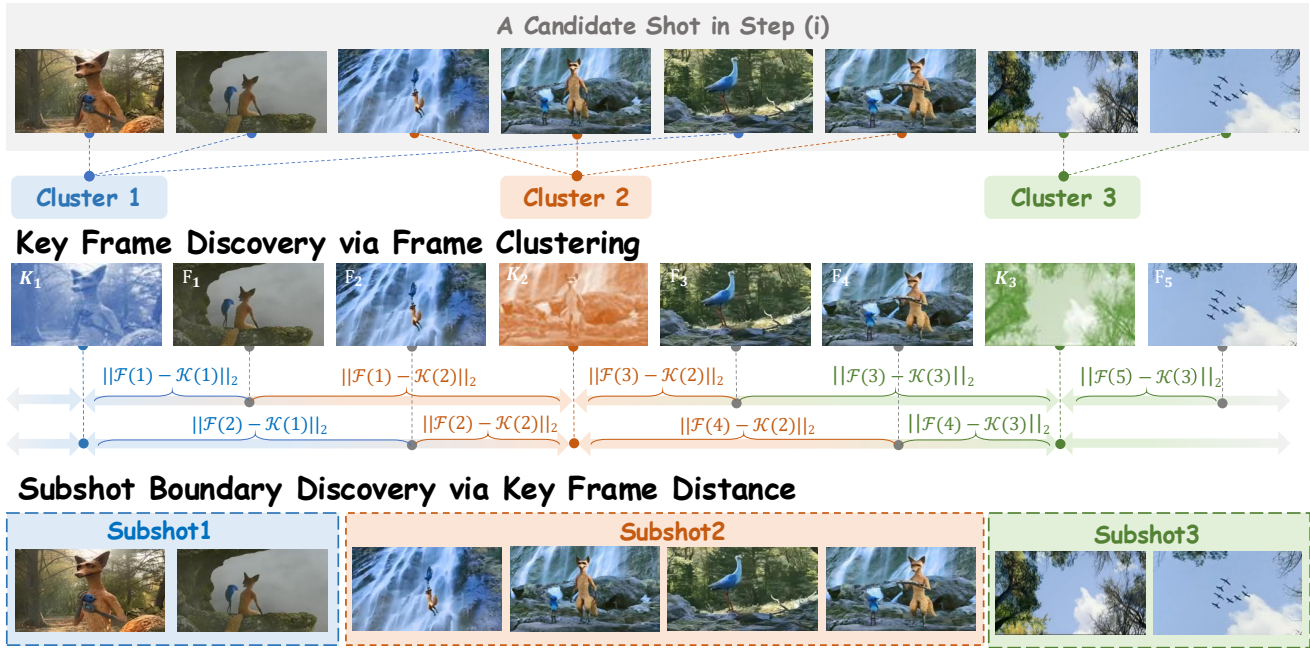 A Candidate Shot in Step (i)
Cluster 1 Cluster 2 Cluster 3
Key Frame Discovery via Frame Clustering
K₁ F₁ F₂ K₂ F₃ F₄ K₃ F₅
||ℱ(1) − 𝒦(1)||₂ ||ℱ(1) − 𝒦(2)||₂ ||ℱ(3) − 𝒦(2)||₂ ||ℱ(3) − 𝒦(3)||₂ ||ℱ(5) − 𝒦(3)||₂
||ℱ(2) − 𝒦(1)||₂ ||ℱ(2) − 𝒦(2)||₂ ||ℱ(4) − 𝒦(2)||₂ ||ℱ(4) − 𝒦(3)||₂
Subshot Boundary Discovery via Key Frame Distance
Subshot1 Subshot2 Subshot3